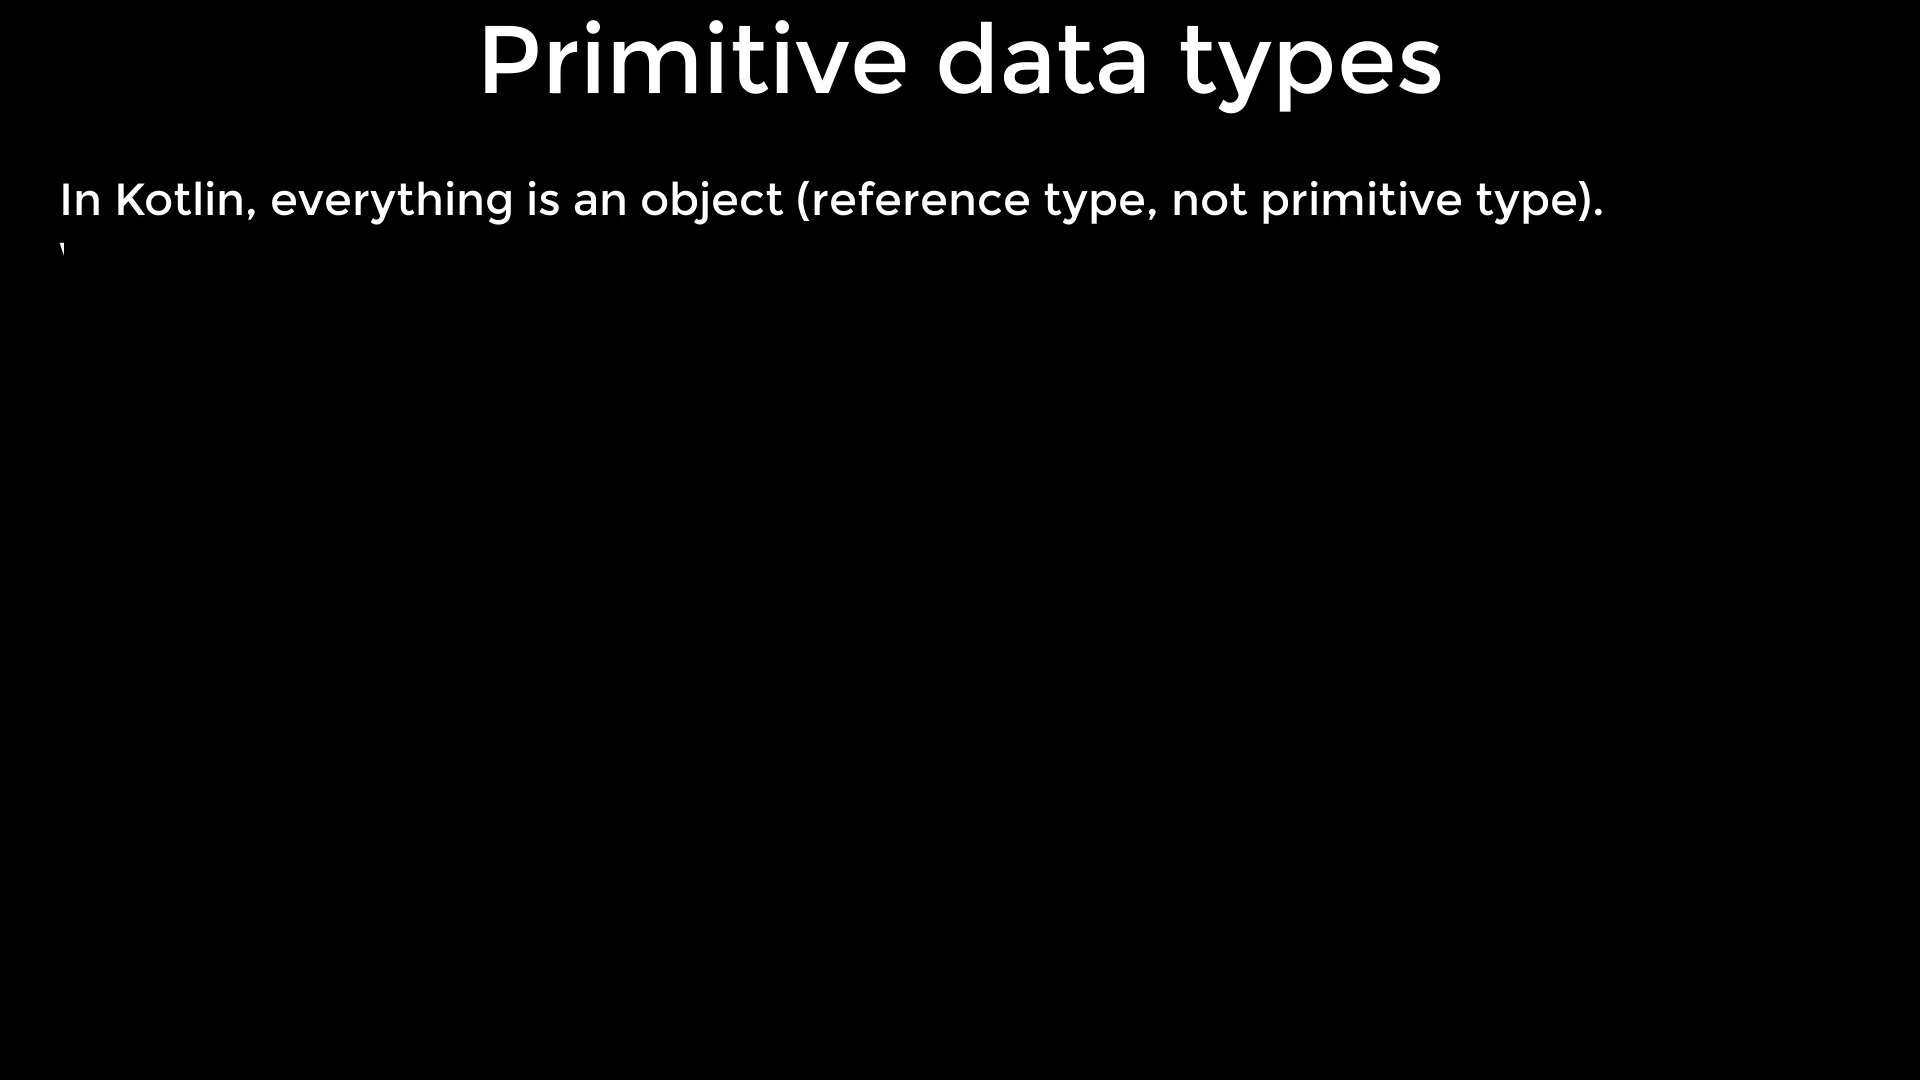 Primitive data types
In Kotlin, everything is an object (reference type, not primitive type).